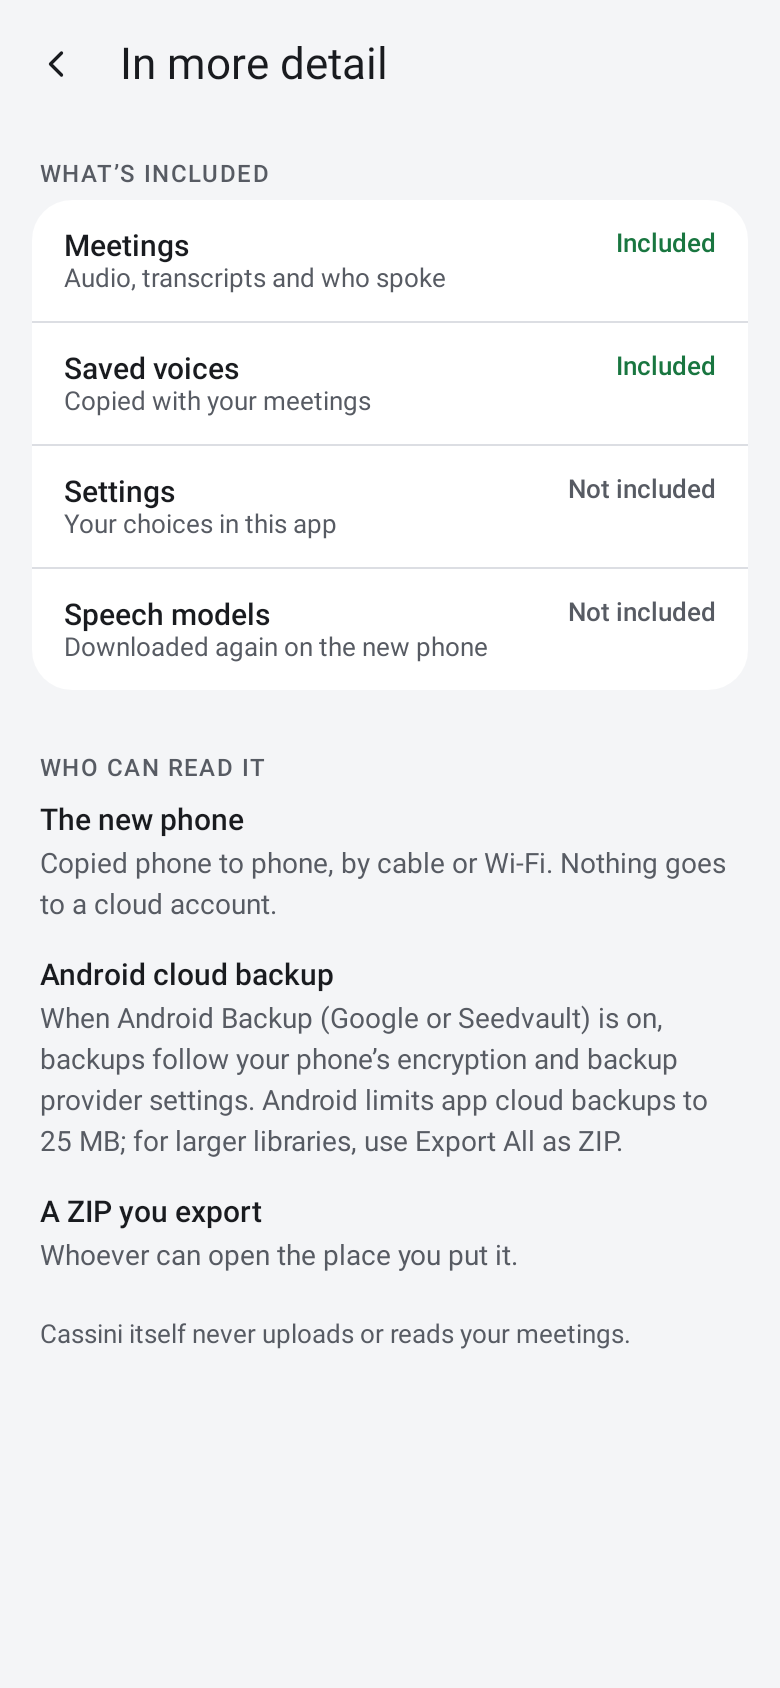 In more detail
WHAT’S INCLUDED
Meetings
Included
Audio, transcripts and who spoke
Saved voices
Included
Copied with your meetings
Settings
Not included
Your choices in this app
Speech models
Not included
Downloaded again on the new phone
WHO CAN READ IT
The new phone
Copied phone to phone, by cable or Wi-Fi. Nothing goes
to a cloud account.
Android cloud backup
When Android Backup (Google or Seedvault) is on,
backups follow your phone’s encryption and backup
provider settings. Android limits app cloud backups to
25 MB; for larger libraries, use Export All as ZIP.
A ZIP you export
Whoever can open the place you put it.
Cassini itself never uploads or reads your meetings.